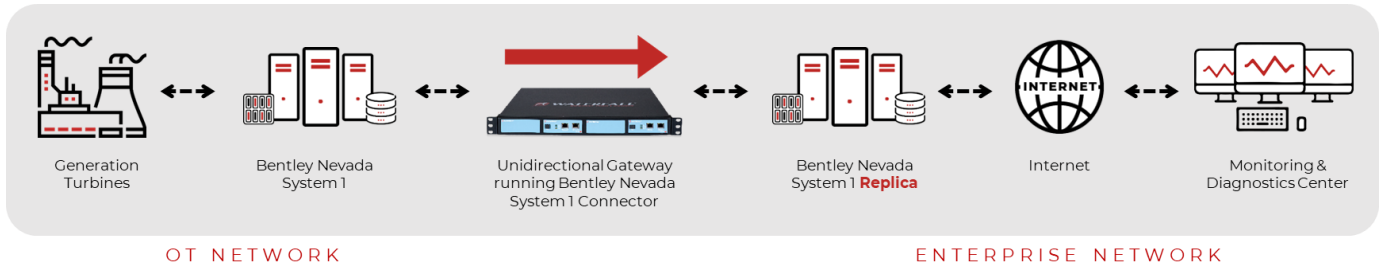 WATERFALL
INTERNET
Generation
Turbines
Bentley Nevada
System 1
Unidirectional Gateway
running Bentley Nevada
System 1 Connector
Bentley Nevada
System 1 Replica
Internet
Monitoring &
Diagnostics Center
OT NETWORK
ENTERPRISE NETWORK